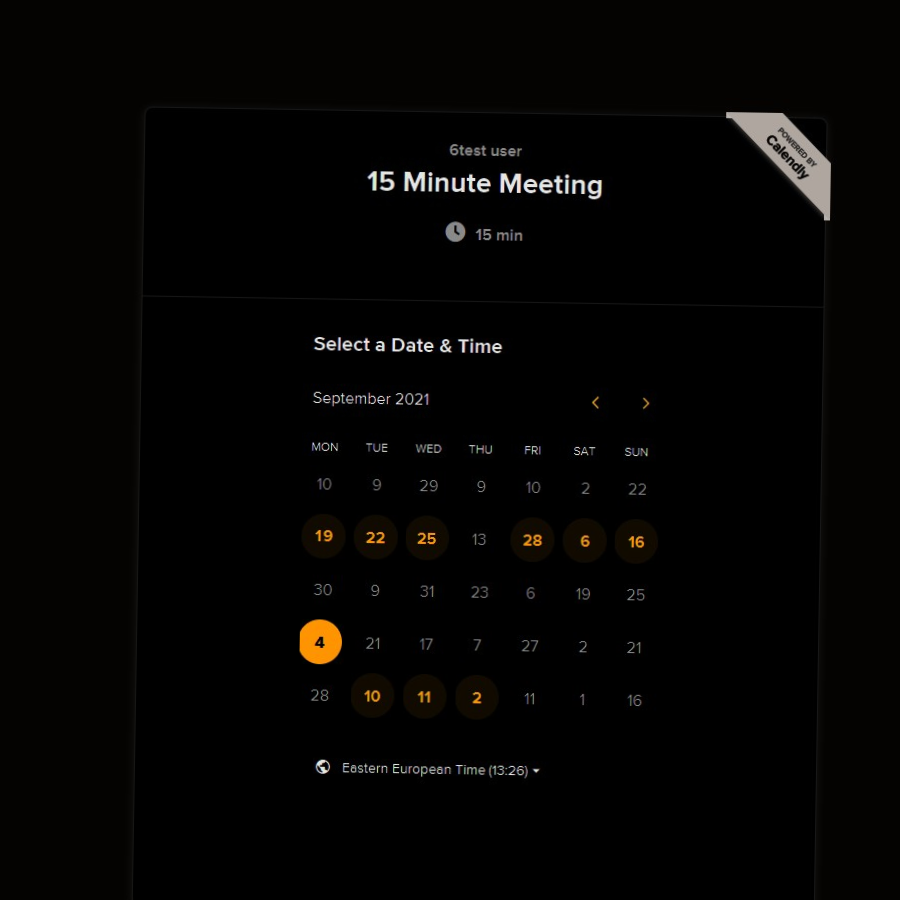 POWERED BY
Calendly
6test user
15 Minute Meeting
15 min
Select a Date & Time
September 2021
MON TUE WED THU FRI SAT SUN
10 9 29 9 10 2 22
19 22 25 13 28 6 16
30 9 31 23 6 19 25
4 21 17 7 27 2 21
28 10 11 2 11 1 16
Eastern European Time (13:26)